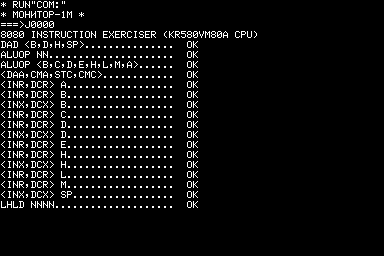 * RUN"COM:"
* МОНИТОР-1М *
===>J0000
8080 INSTRUCTION EXERCISER (KR580VM80A CPU)
DAD <B,D,H,SP>................  OK
ALUOP NN......................  OK
ALUOP <B,C,D,E,H,L,M,A>.......  OK
<DAA,CMA,STC,CMC>.............  OK
<INR,DCR> A...................  OK
<INR,DCR> B...................  OK
<INX,DCX> B...................  OK
<INR,DCR> C...................  OK
<INR,DCR> D...................  OK
<INX,DCX> D...................  OK
<INR,DCR> E...................  OK
<INR,DCR> H...................  OK
<INX,DCX> H...................  OK
<INR,DCR> L...................  OK
<INR,DCR> M...................  OK
<INX,DCX> SP..................  OK
LHLD NNNN.....................  OK